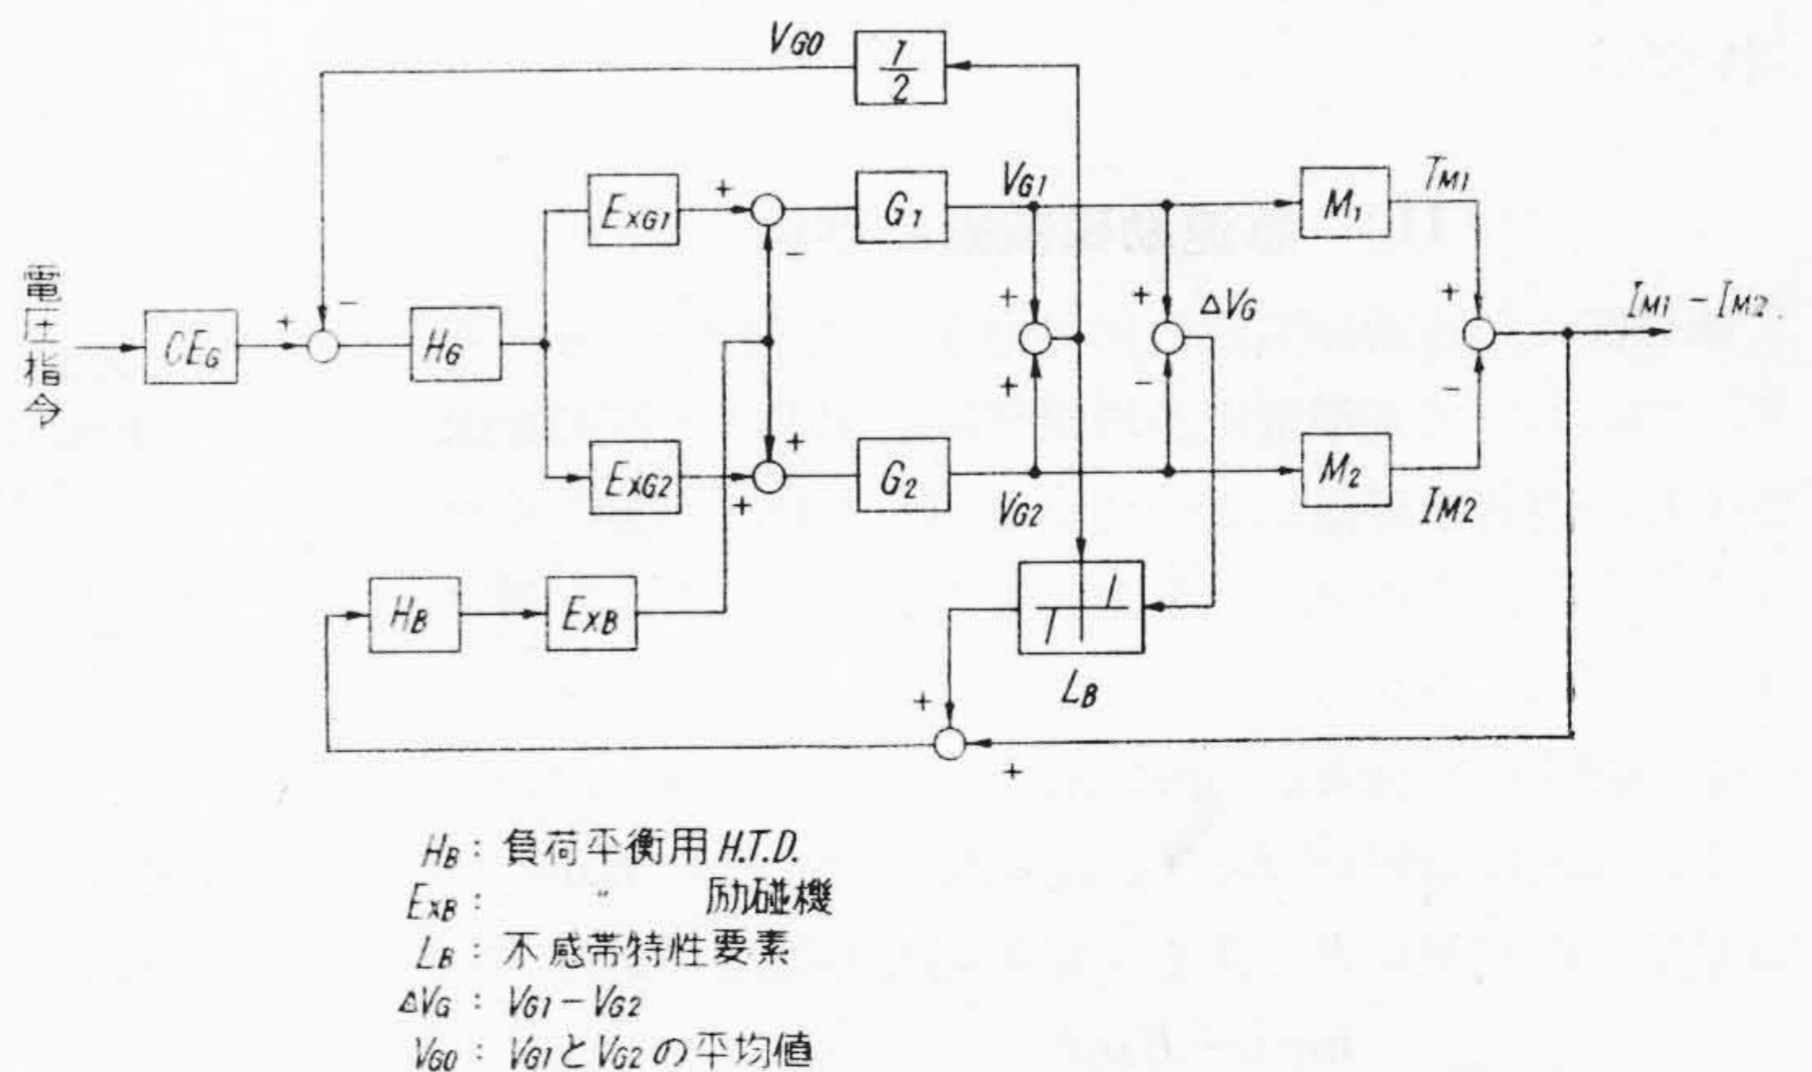 VG0
1/2
ExG1
+
−
G1
VG1
M1
TM1
電圧指令
CEG
+
−
HG
+
+
+
−
ΔVG
+
−
IM1 − IM2
ExG2
+
+
G2
VG2
M2
IM2
HB
ExB
LB
+
+
HB : 負荷平衡用 H.T.D.
ExB : 〃 励磁機
LB : 不感帯特性要素
ΔVG : VG1 − VG2
VG0 : VG1とVG2の平均値